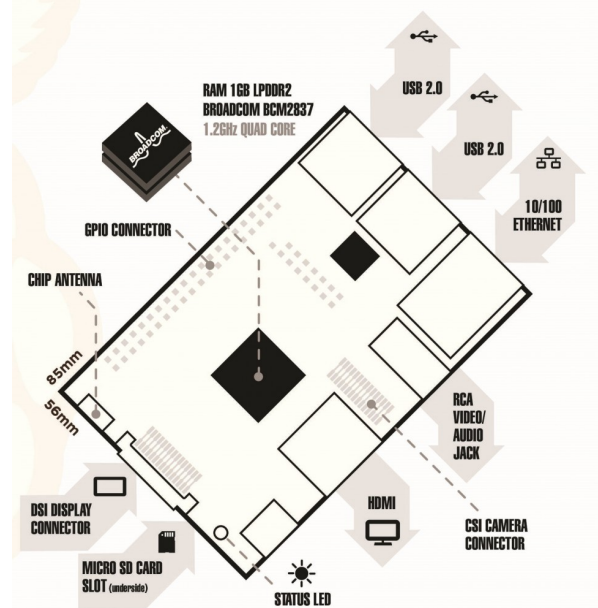 USB 2.0
RAM 1GB LPDDR2
BROADCOM BCM2837
1.2GHz QUAD CORE
BROADCOM.
USB 2.0
10/100
ETHERNET
GPIO CONNECTOR
CHIP ANTENNA
85mm
56mm
RCA
VIDEO/
AUDIO
JACK
DSI DISPLAY
CONNECTOR
HDMI
CSI CAMERA
CONNECTOR
MICRO SD CARD
SLOT (underside)
STATUS LED